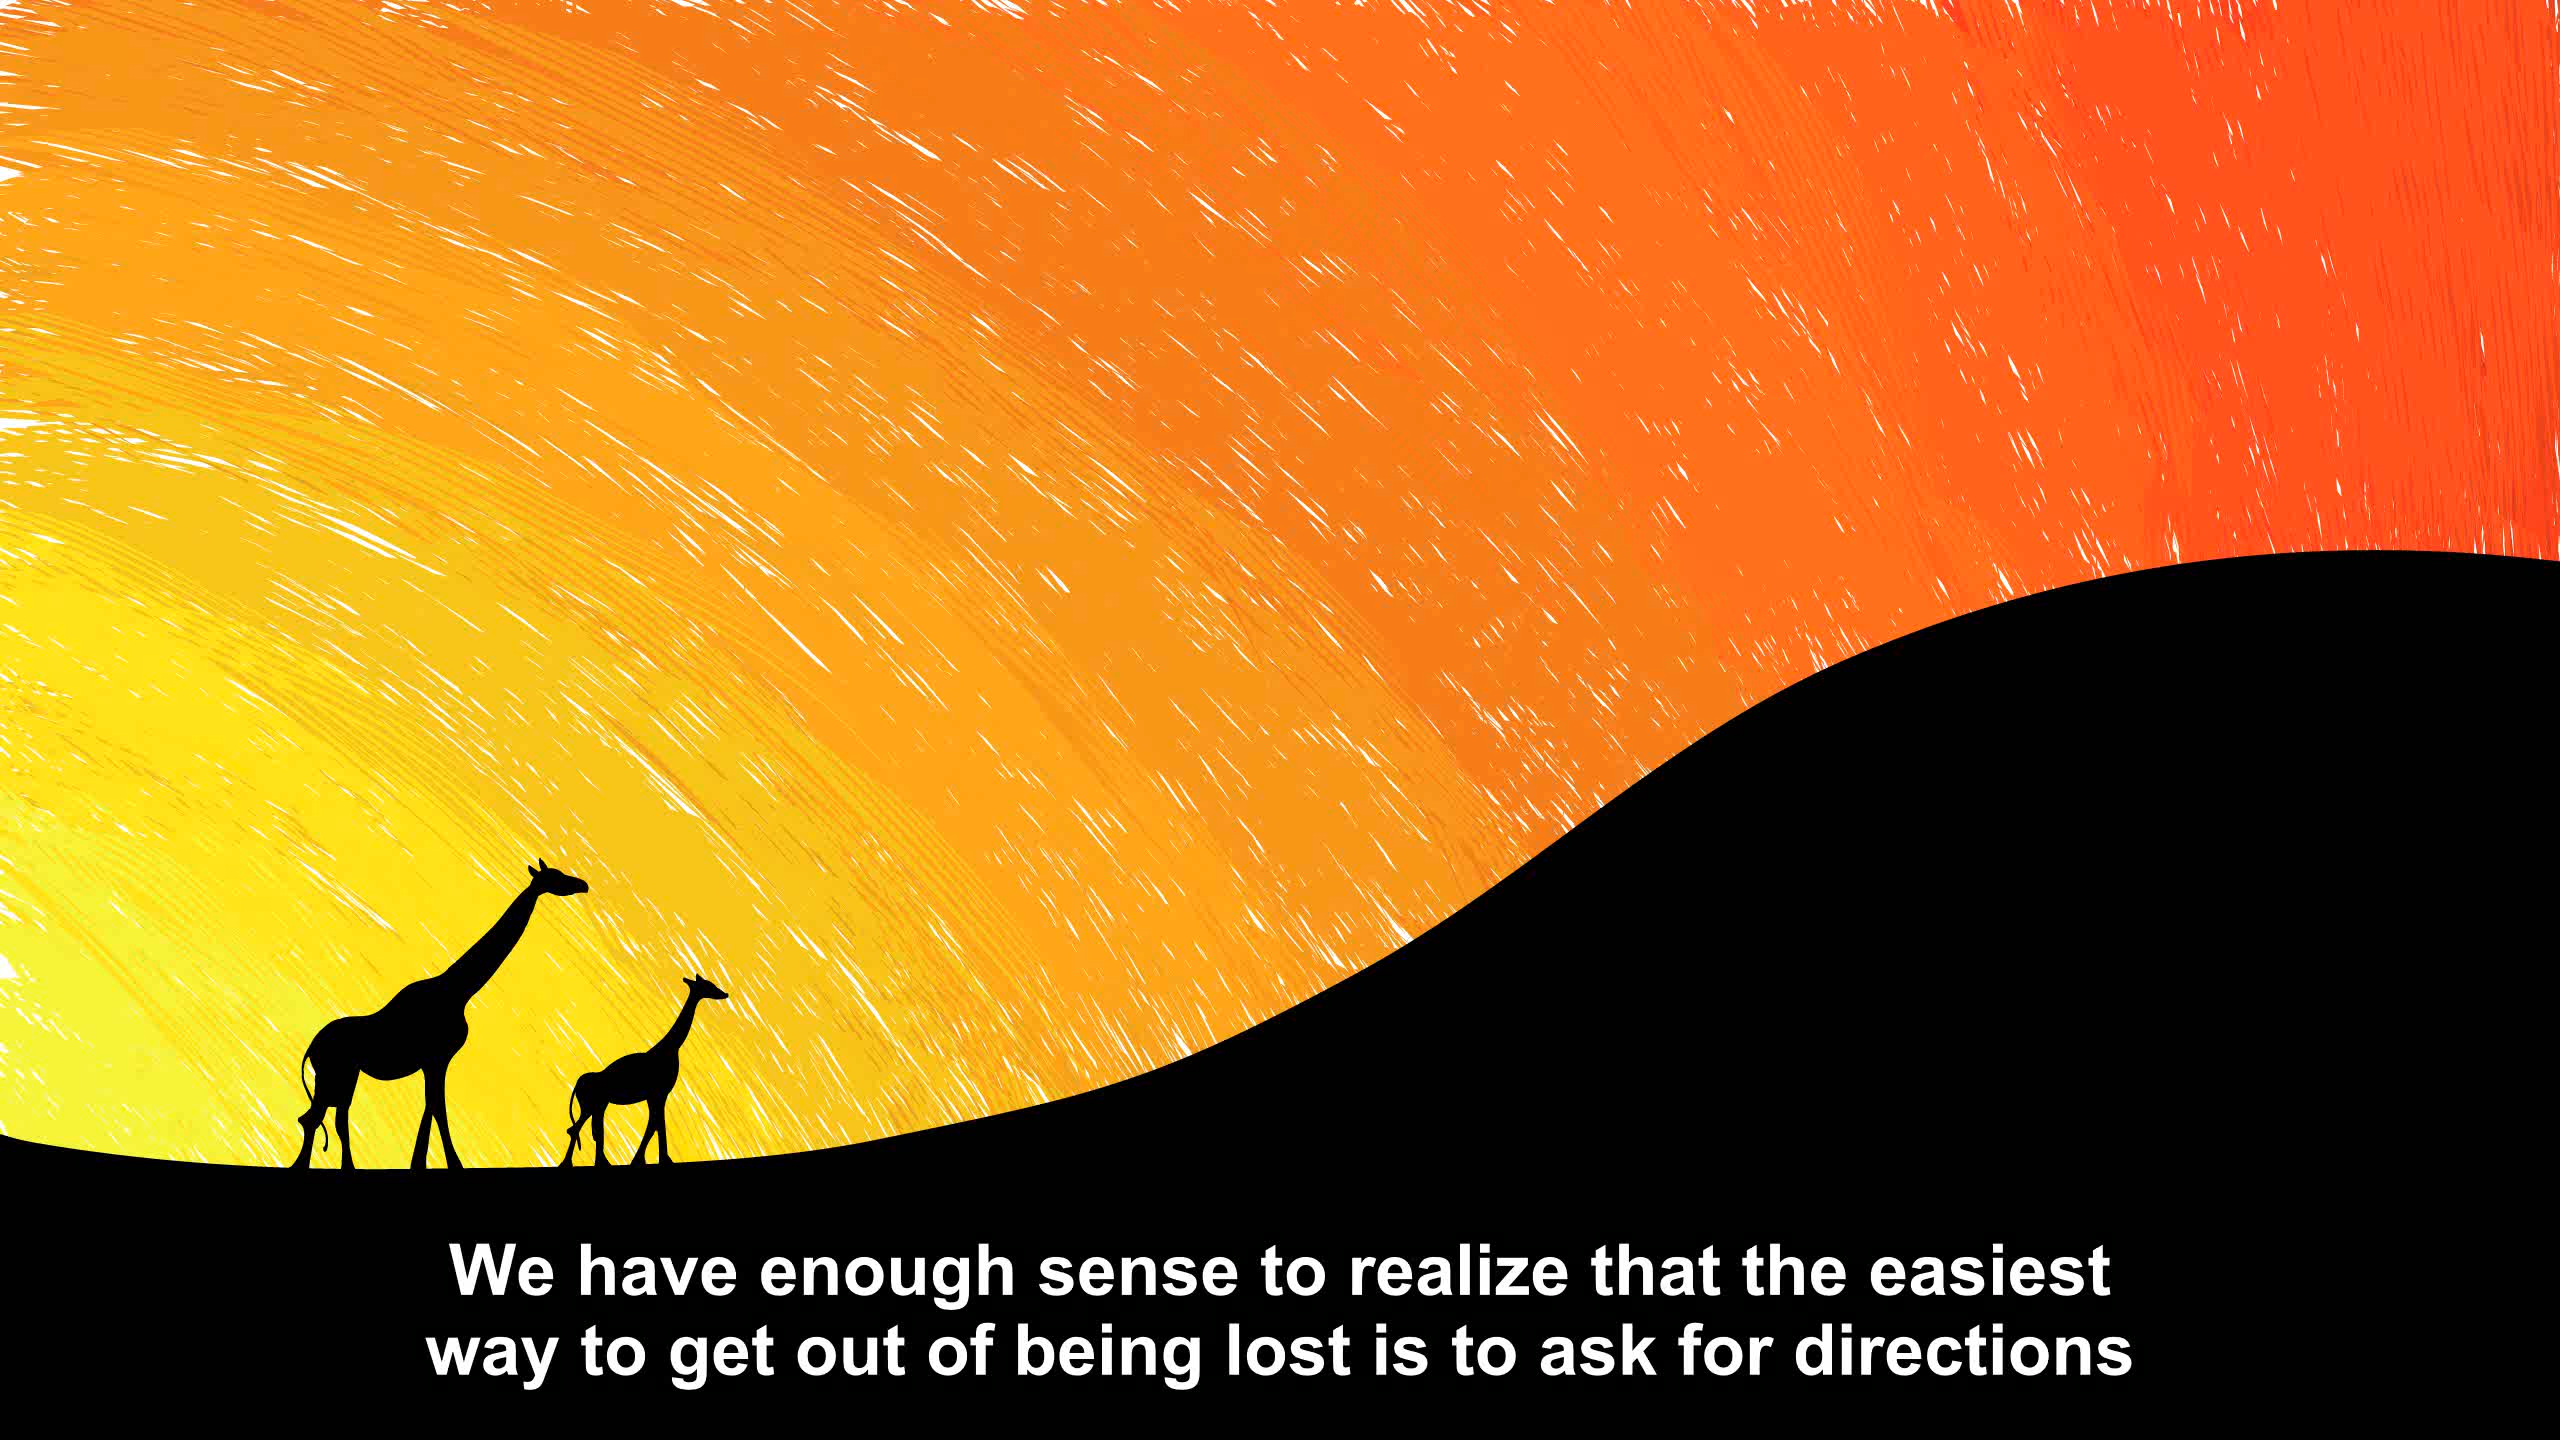 We have enough sense to realize that the easiest
way to get out of being lost is to ask for directions